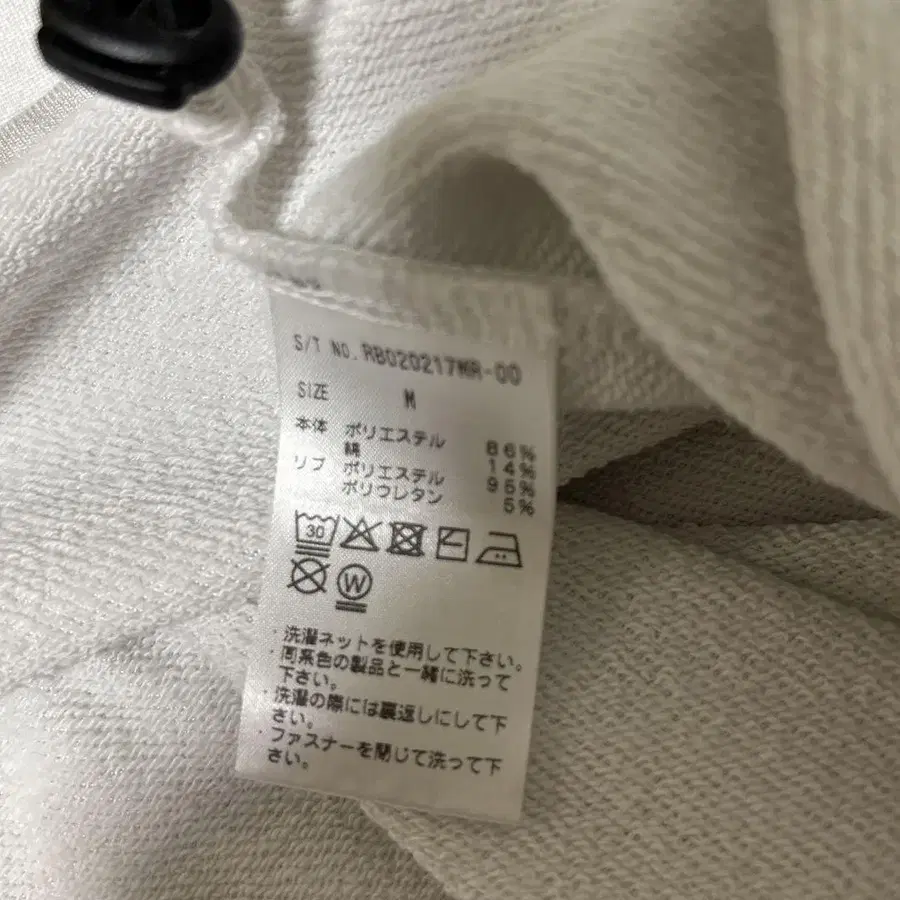 S/T NO. RB020217MR-00
SIZE M
本体 ポリエステル 86%
綿 14%
リブ ポリエステル 95%
ポリウレタン 5%
30
W
・洗濯ネットを使用して下さい。
・同系色の製品と一緒に洗って
下さい。
・洗濯の際には裏返しにして下
さい。
・ファスナーを閉じて洗って下
さい。